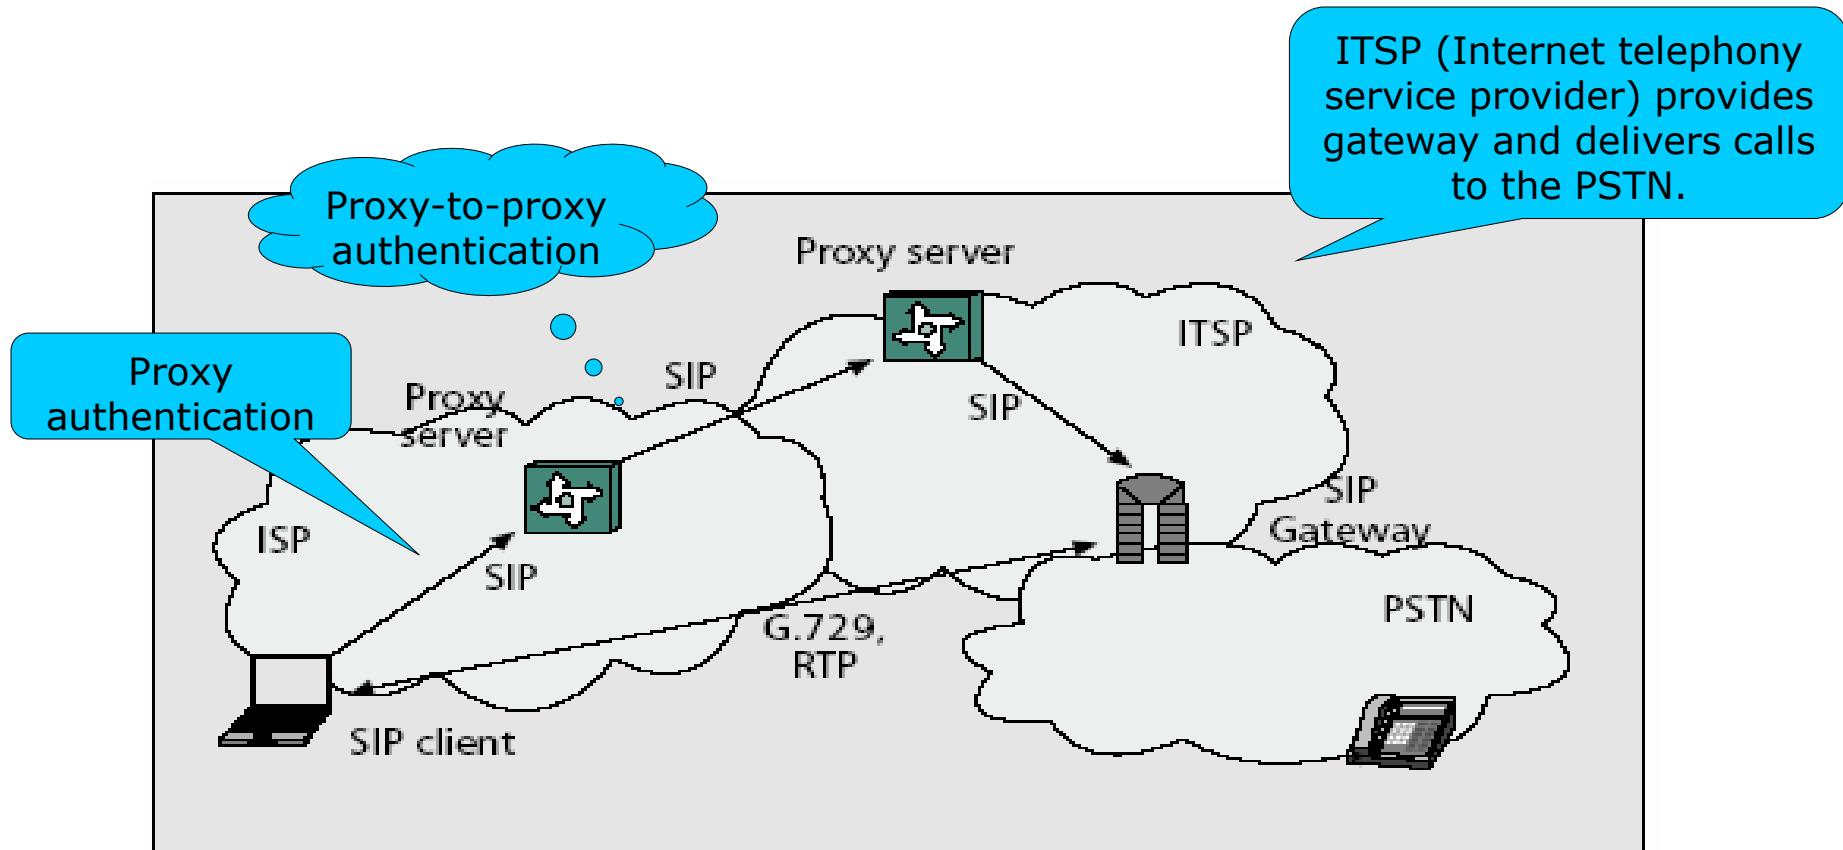 ITSP (Internet telephony
service provider) provides
gateway and delivers calls
to the PSTN.
Proxy-to-proxy
authentication
Proxy server
ITSP
Proxy
authentication
SIP
Proxy
server
SIP
SIP
Gateway
ISP
SIP
G.729,
RTP
PSTN
SIP client